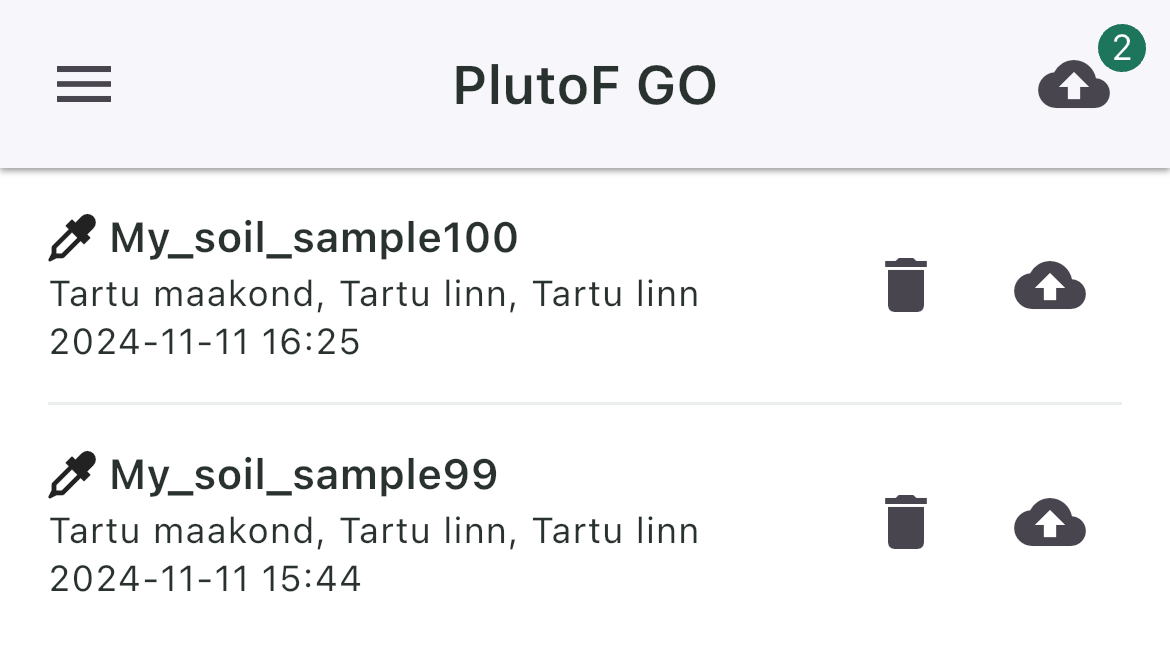 PlutoF GO
2
My_soil_sample100
Tartu maakond, Tartu linn, Tartu linn
2024-11-11 16:25
My_soil_sample99
Tartu maakond, Tartu linn, Tartu linn
2024-11-11 15:44